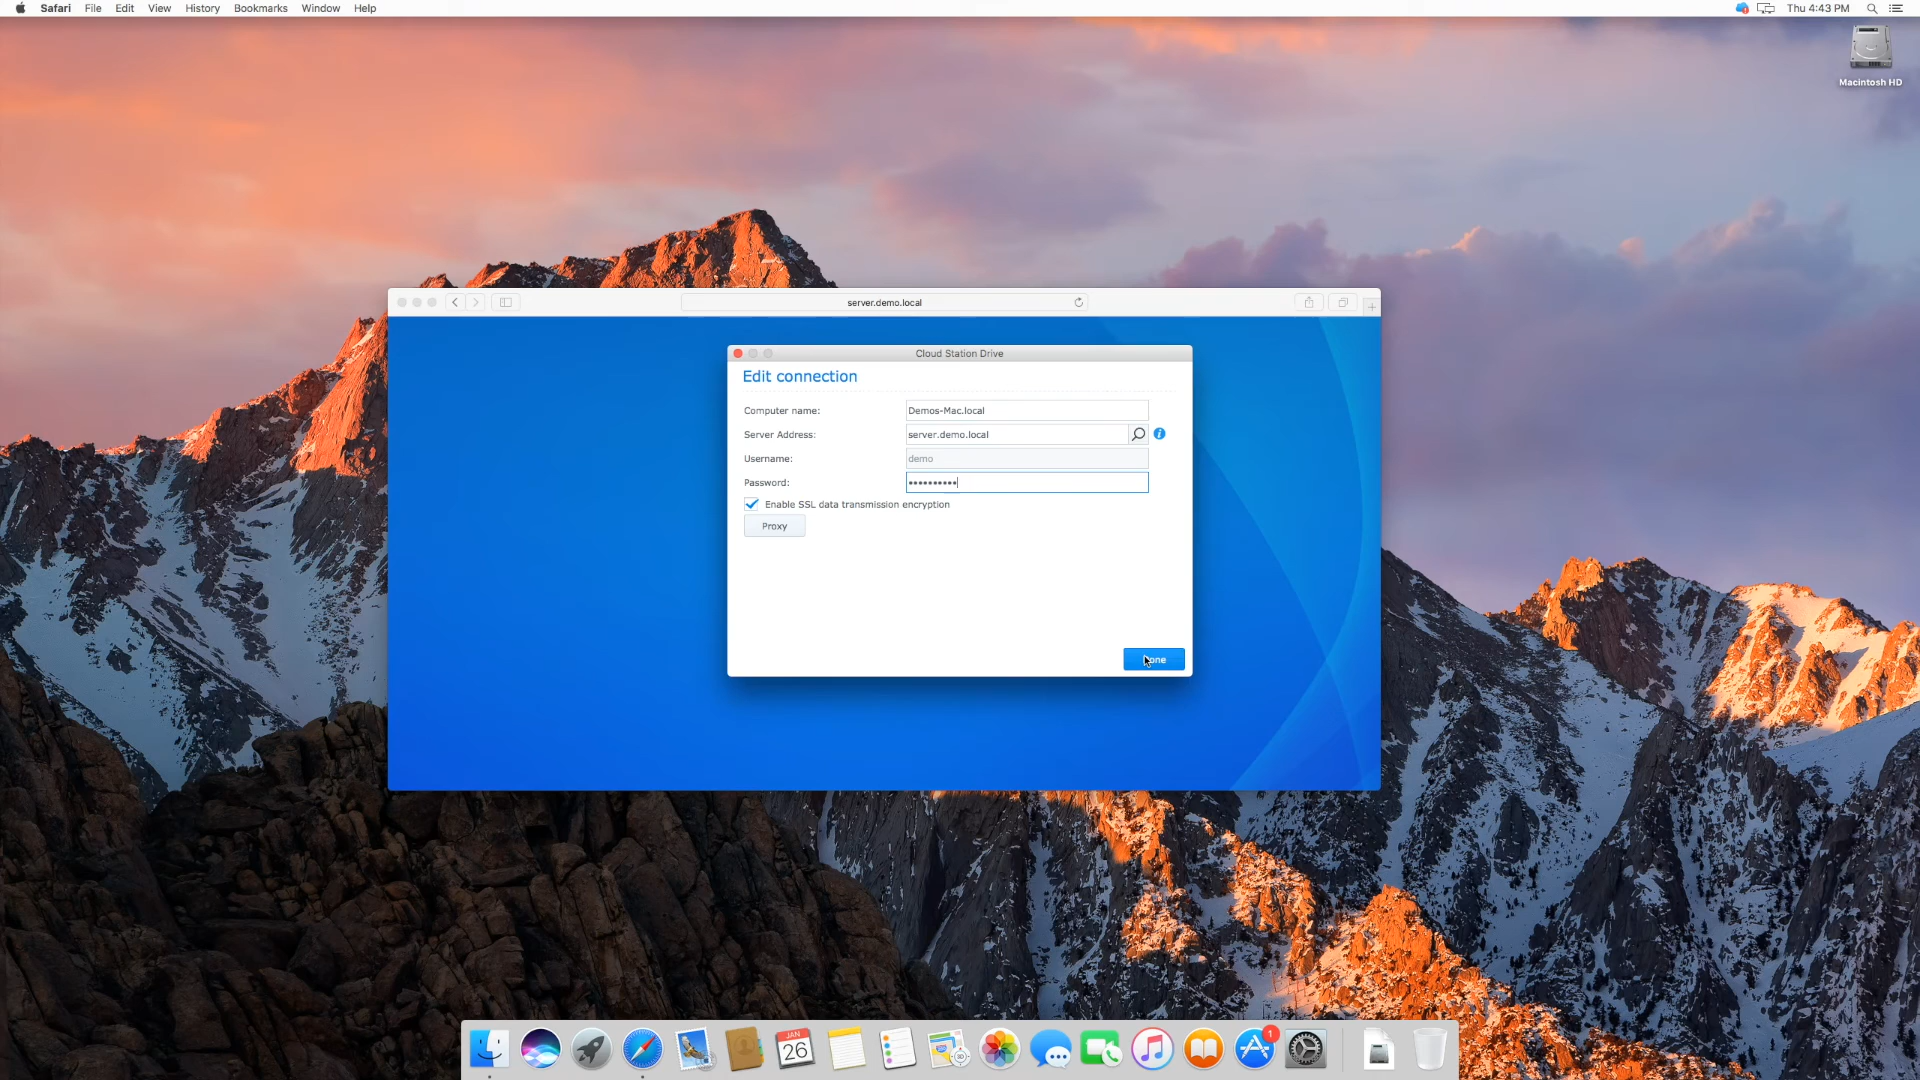 Safari File Edit View History Bookmarks Window Help Thu 4:43 PM
Macintosh HD
server.demo.local
Cloud Station Drive
Edit connection
Computer name: Demos-Mac.local
Server Address: server.demo.local
Username: demo
Password: ••••••••••
Enable SSL data transmission encryption
Proxy
JAN
26
3D
1